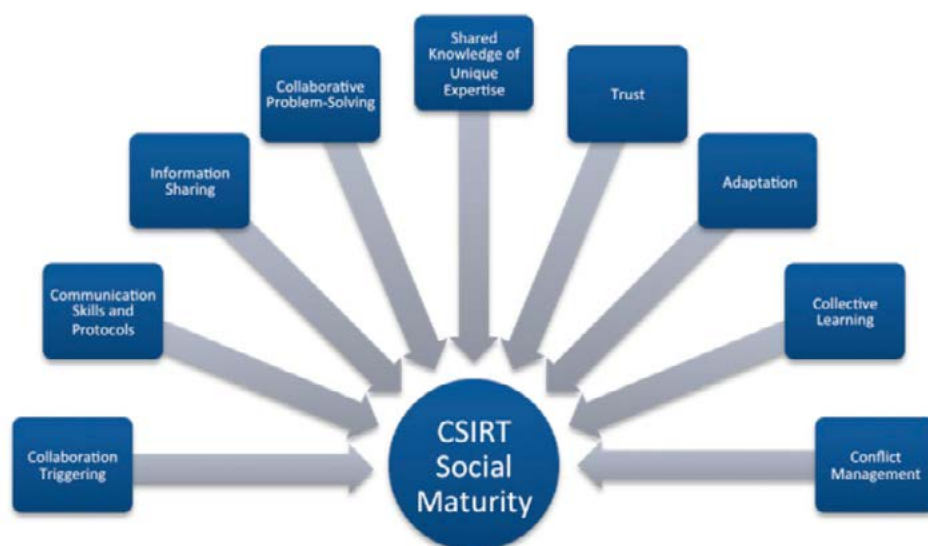 Shared
Knowledge of
Unique
Expertise
Collaborative
Problem-Solving
Trust
Information
Sharing
Adaptation
Communication
Skills and
Protocols
Collective
Learning
Collaboration
Triggering
CSIRT
Social
Maturity
Conflict
Management